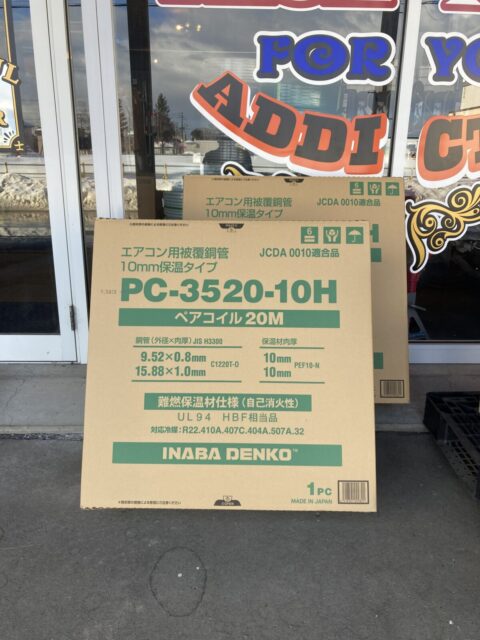 FOR YO
ADDI CT
エアコン用被覆銅管
10mm保温タイプ
JCDA 0010適合品
エアコン用被覆銅管
10mm保温タイプ
JCDA 0010適合品
PC-3520-10H
ペアコイル20M
銅管(外径×肉厚) JIS H3300
保温材肉厚
9.52×0.8mm
15.88×1.0mm
C1220T-O
10mm
10mm
PEF10-N
難燃保温材仕様(自己消火性)
UL94 HBF相当品
対応冷媒:R22.410A.407C.404A.507A.32
INABA DENKO™
1PC
MADE IN JAPAN